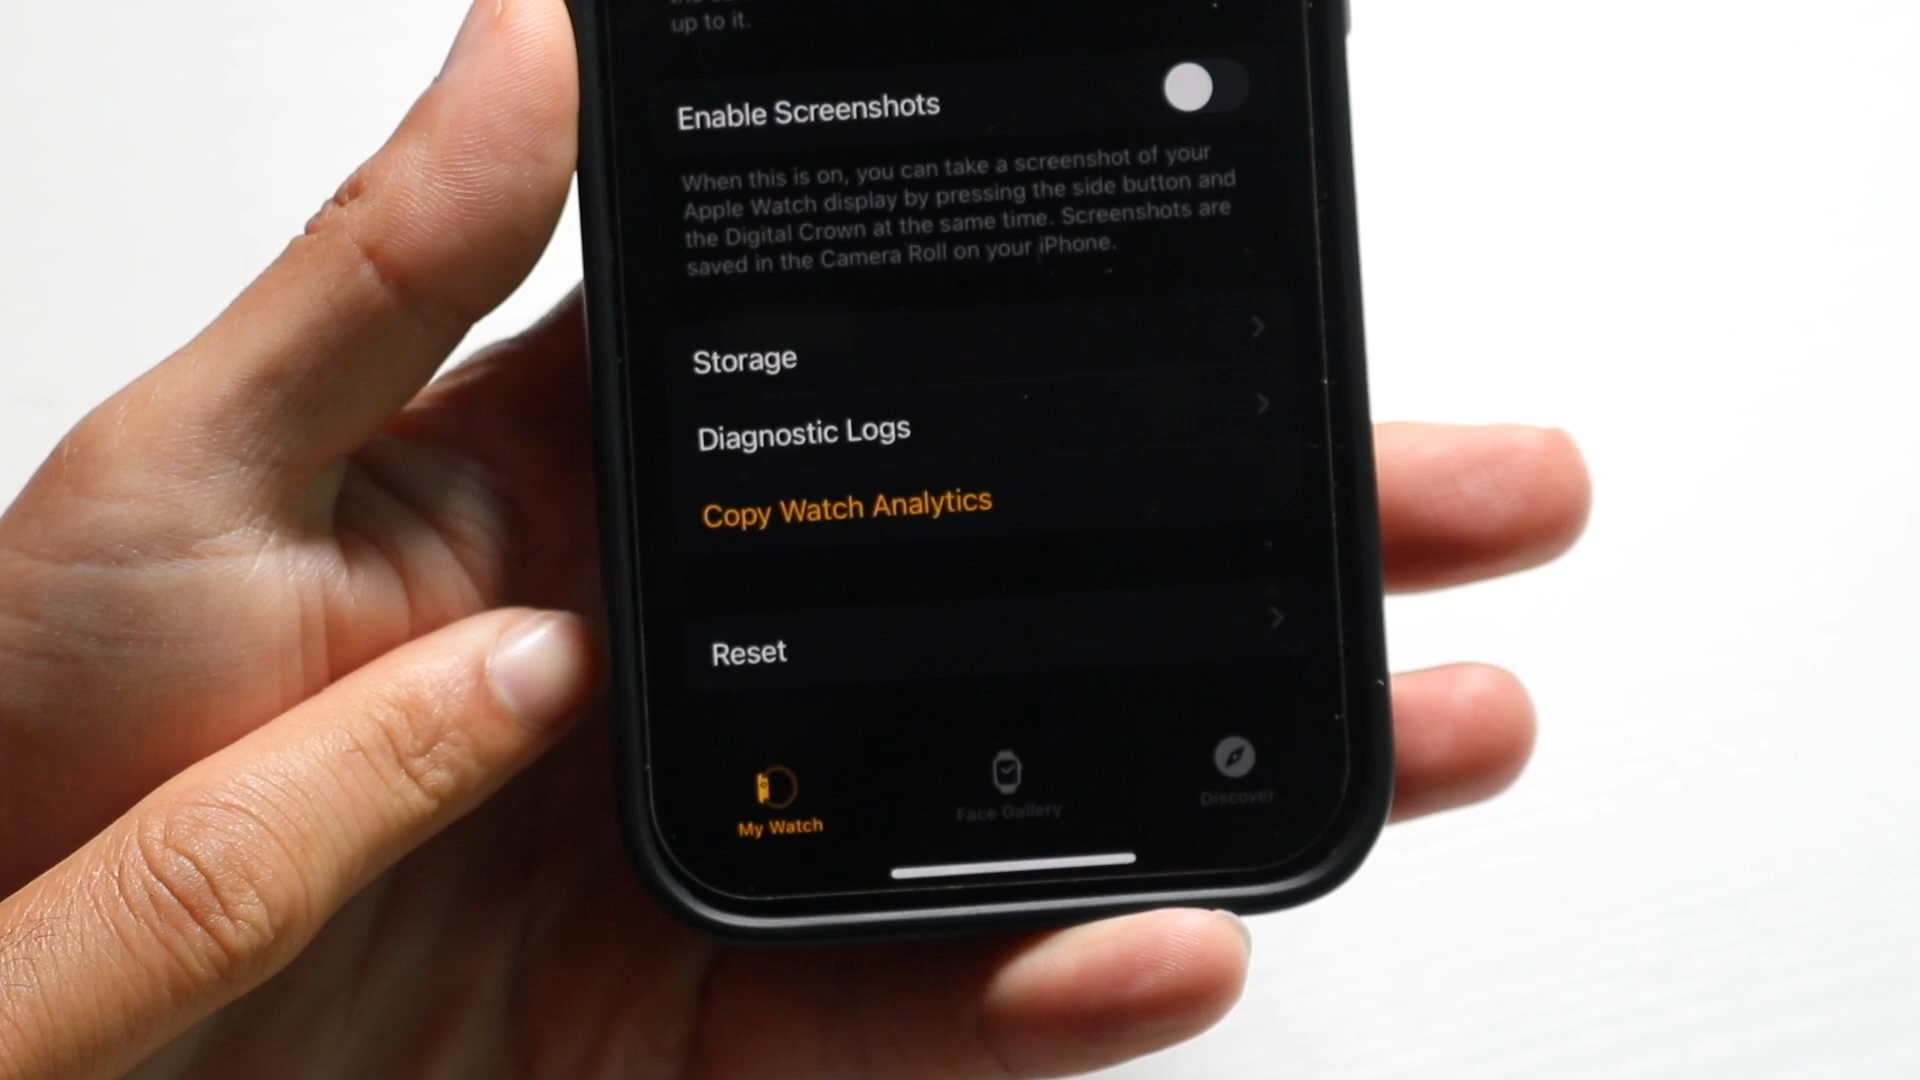 up to it.
Enable Screenshots
When this is on, you can take a screenshot of your
Apple Watch display by pressing the side button and
the Digital Crown at the same time. Screenshots are
saved in the Camera Roll on your iPhone.
Storage
Diagnostic Logs
Copy Watch Analytics
Reset
My Watch
Face Gallery
Discover